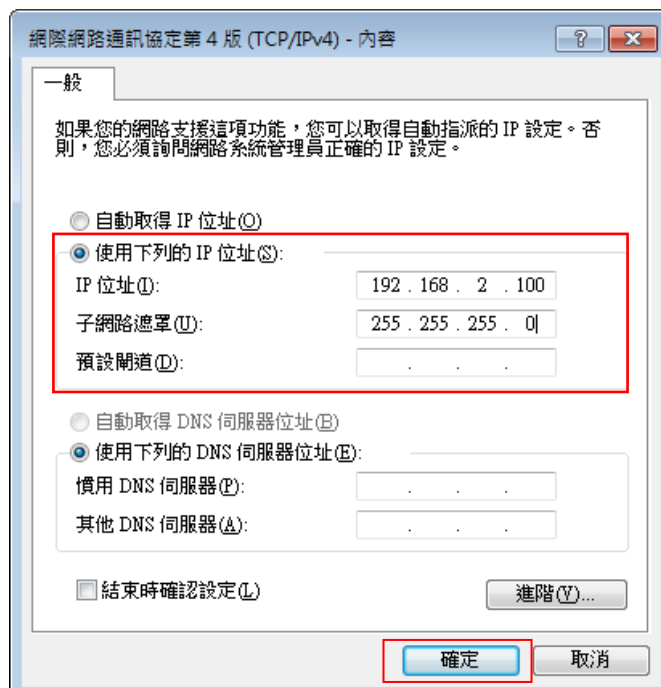 網際網路通訊協定第 4 版 (TCP/IPv4) - 內容
一般
如果您的網路支援這項功能，您可以取得自動指派的 IP 設定。否
則，您必須詢問網路系統管理員正確的 IP 設定。
自動取得 IP 位址(O)
使用下列的 IP 位址(S):
IP 位址(I): 192 . 168 . 2 . 100
子網路遮罩(U): 255 . 255 . 255 . 0
預設閘道(D): . . .
自動取得 DNS 伺服器位址(B)
使用下列的 DNS 伺服器位址(E):
慣用 DNS 伺服器(P): . . .
其他 DNS 伺服器(A): . . .
結束時確認設定(L) 進階(V)...
確定 取消